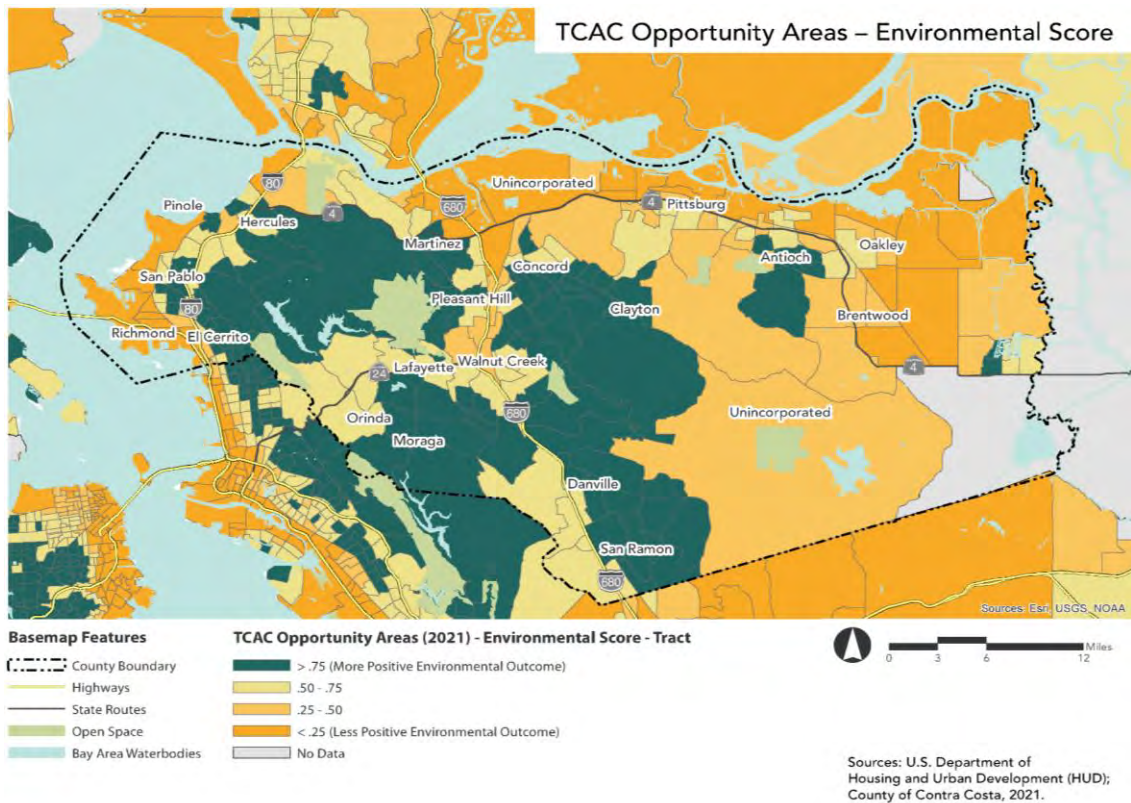 TCAC Opportunity Areas – Environmental Score
80
Unincorporated
Pinole
680
4
Pittsburg
Hercules
4
Martinez
Oakley
Concord
Antioch
San Pablo
Pleasant Hill
Clayton
80
Brentwood
Richmond
El Cerrito
Walnut Creek
24
Lafayette
4
680
Orinda
Unincorporated
Moraga
Danville
San Ramon
680
Sources: Esri, USGS, NOAA
Basemap Features
County Boundary
Highways
State Routes
Open Space
Bay Area Waterbodies
TCAC Opportunity Areas (2021) - Environmental Score - Tract
> .75 (More Positive Environmental Outcome)
.50 - .75
.25 - .50
< .25 (Less Positive Environmental Outcome)
No Data
Miles
0 3 6 12
Sources: U.S. Department of
Housing and Urban Development (HUD);
County of Contra Costa, 2021.